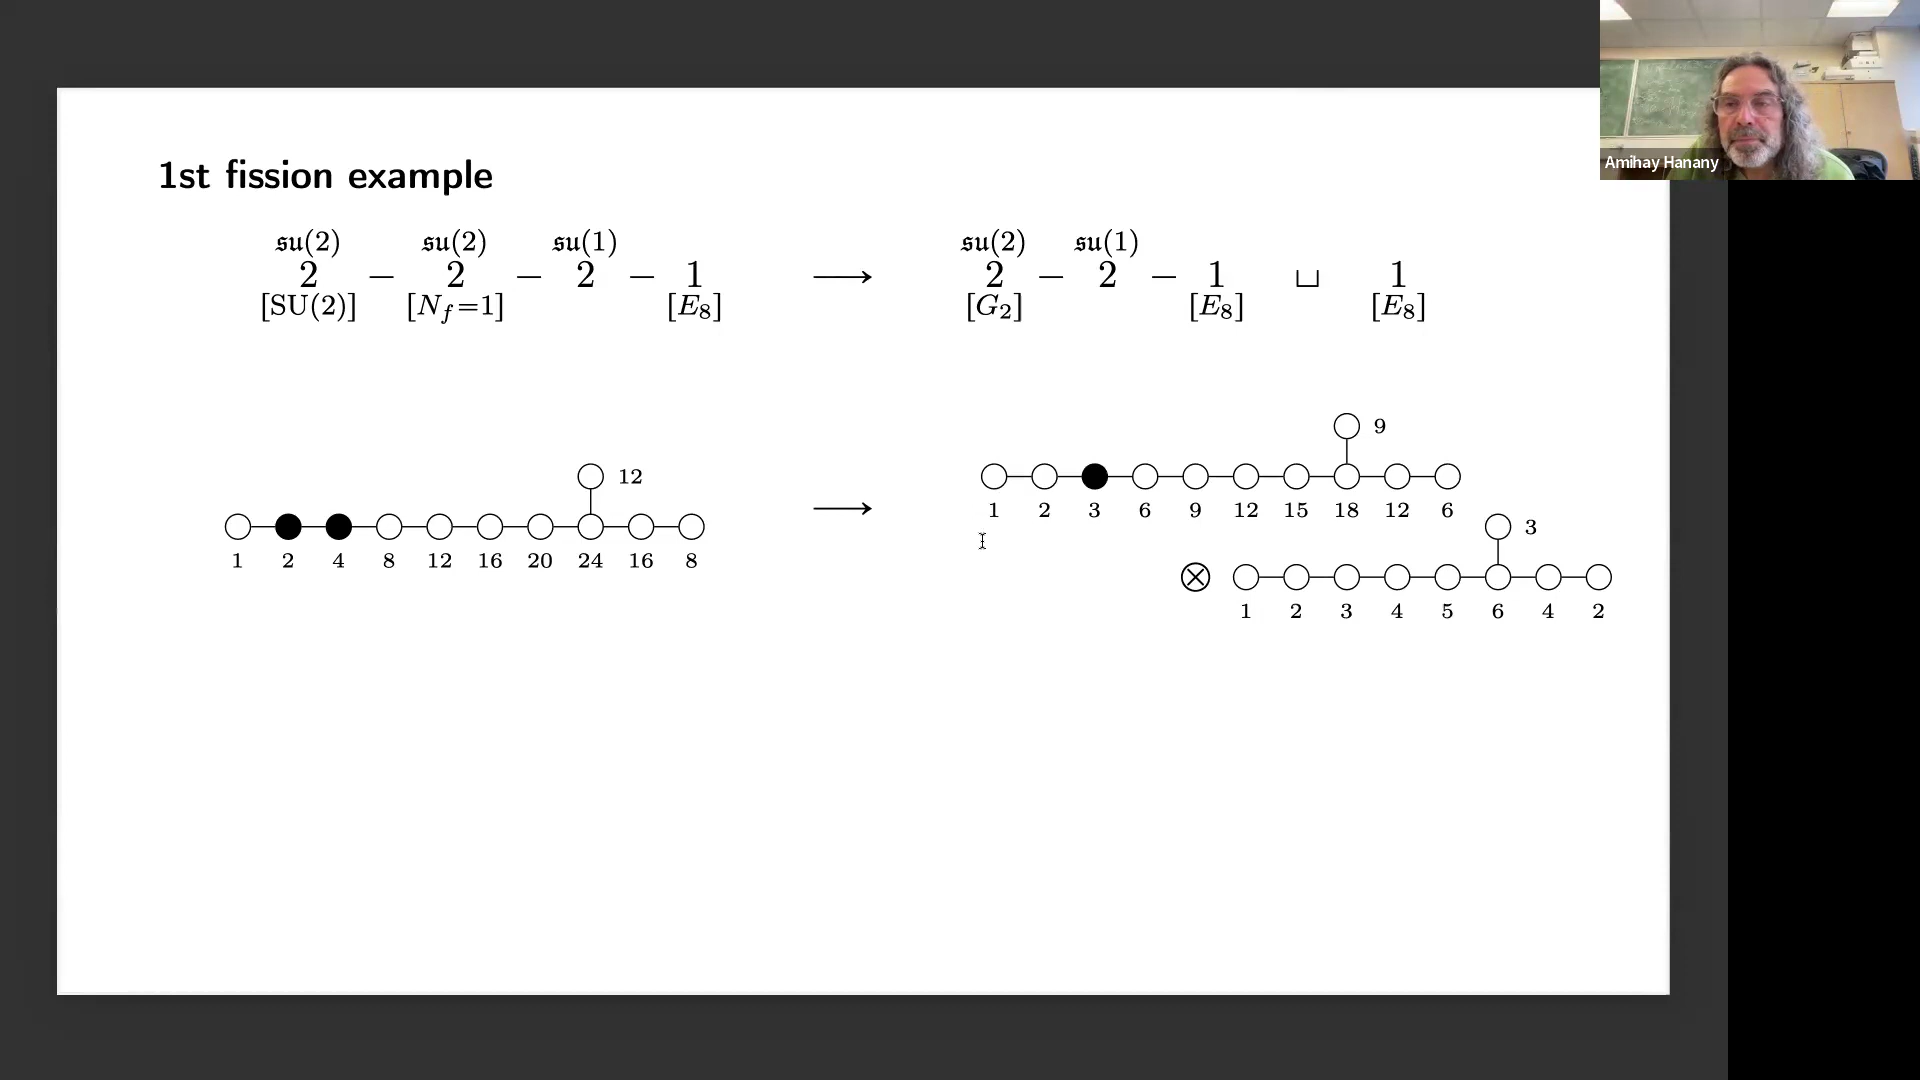 Amihay Hanany
1st fission example
𝔰𝔲(2) 𝔰𝔲(2) 𝔰𝔲(1) 𝔰𝔲(2) 𝔰𝔲(1)
2 − 2 − 2 − 1 ⟶ 2 − 2 − 1 ⊔ 1
[SU(2)] [N_f=1] [E_8] [G_2] [E_8] [E_8]
9
12
1 2 3 6 9 12 15 18 12 6
⟶
3
1 2 4 8 12 16 20 24 16 8
⊗
1 2 3 4 5 6 4 2